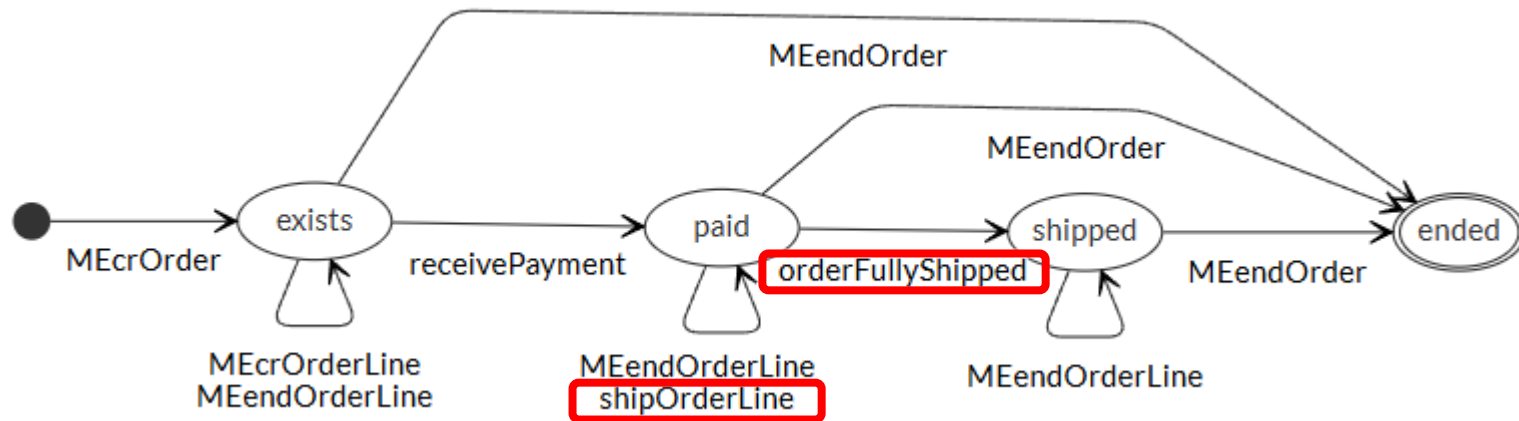 MEendOrder
MEendOrder
exists
paid
shipped
ended
MEcrOrder
receivePayment
orderFullyShipped
MEendOrder
MEcrOrderLine
MEendOrderLine
MEendOrderLine
shipOrderLine
MEendOrderLine